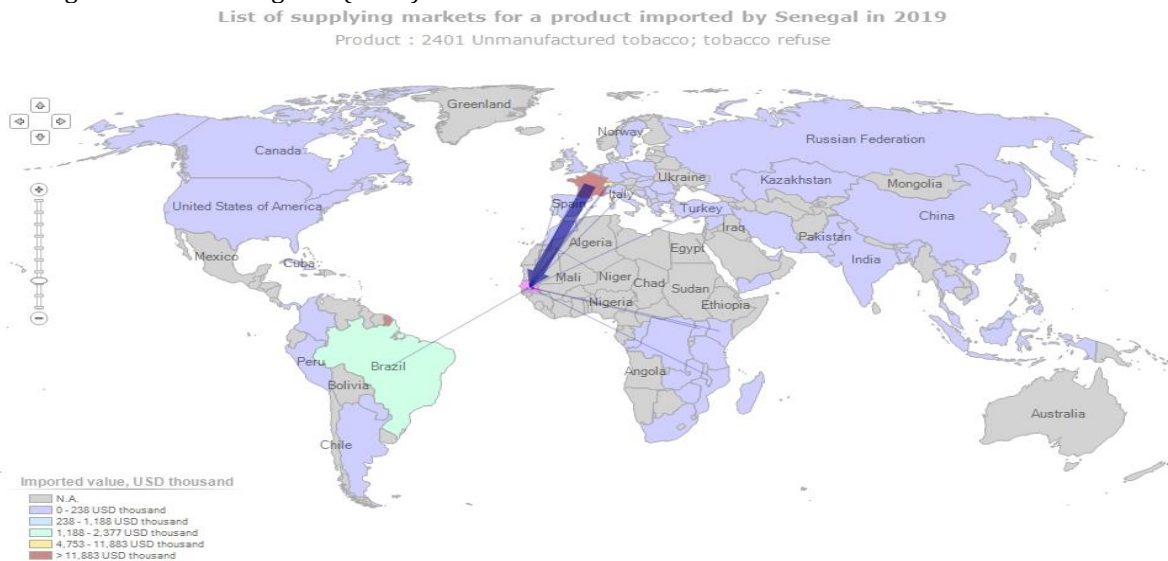 List of supplying markets for a product imported by Senegal in 2019
Product : 2401 Unmanufactured tobacco; tobacco refuse
Greenland
Norway
Russian Federation
Canada
Ukraine
Kazakhstan
Mongolia
Italy
United States of America
Spain
Turkey
China
Iraq
Pakistan
Algeria
Egypt
Mexico
India
Cuba
Mali
Niger
Chad
Sudan
Nigeria
Ethiopia
Peru
Brazil
Angola
Bolivia
Australia
Chile
Imported value, USD thousand
N.A.
0 - 238 USD thousand
238 - 1,188 USD thousand
1,188 - 2,377 USD thousand
4,753 - 11,883 USD thousand
> 11,883 USD thousand